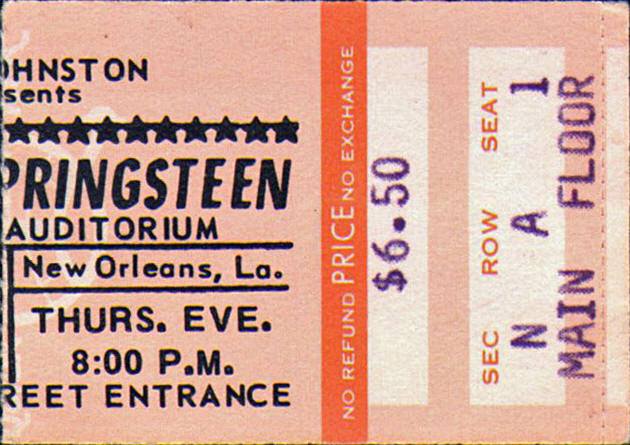 OHNSTON
sents
PRINGSTEEN
AUDITORIUM
New Orleans, La.
THURS. EVE.
8:00 P.M.
REET ENTRANCE
NO REFUND PRICE NO EXCHANGE
$6.50
SEC ROW SEAT
N A 1
MAIN FLOOR